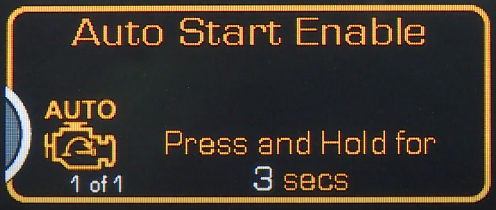 Auto Start Enable
AUTO
Press and Hold for
1 of 1
3 secs